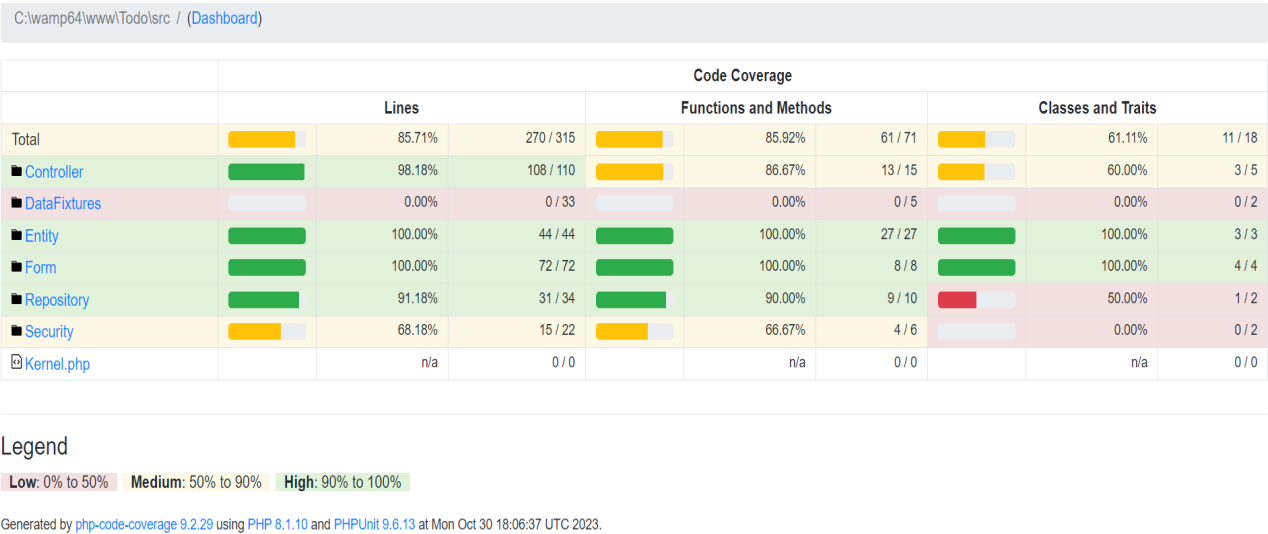 C:\wamp64\www\Todo\src / (Dashboard)
Code Coverage
Lines Functions and Methods Classes and Traits
Total 85.71% 270 / 315 85.92% 61 / 71 61.11% 11 / 18
Controller 98.18% 108 / 110 86.67% 13 / 15 60.00% 3 / 5
DataFixtures 0.00% 0 / 33 0.00% 0 / 5 0.00% 0 / 2
Entity 100.00% 44 / 44 100.00% 27 / 27 100.00% 3 / 3
Form 100.00% 72 / 72 100.00% 8 / 8 100.00% 4 / 4
Repository 91.18% 31 / 34 90.00% 9 / 10 50.00% 1 / 2
Security 68.18% 15 / 22 66.67% 4 / 6 0.00% 0 / 2
Kernel.php n/a 0 / 0 n/a 0 / 0 n/a 0 / 0
Legend
Low: 0% to 50% Medium: 50% to 90% High: 90% to 100%
Generated by php-code-coverage 9.2.29 using PHP 8.1.10 and PHPUnit 9.6.13 at Mon Oct 30 18:06:37 UTC 2023.